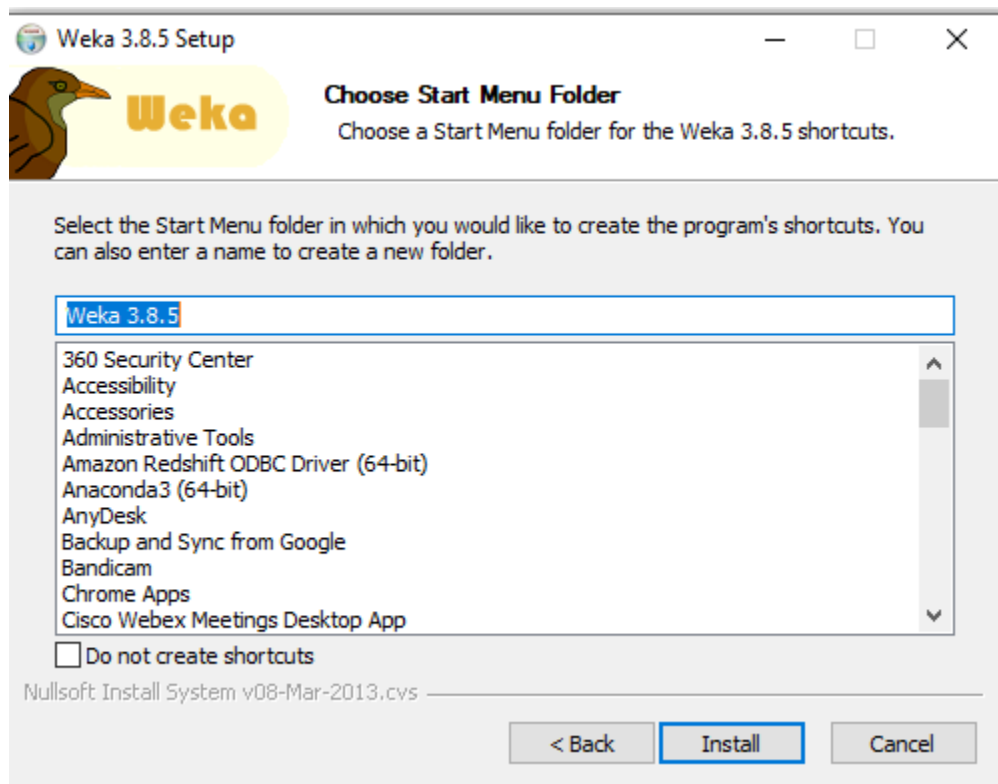 Weka 3.8.5 Setup
Weka
Choose Start Menu Folder
Choose a Start Menu folder for the Weka 3.8.5 shortcuts.
Select the Start Menu folder in which you would like to create the program's shortcuts. You
can also enter a name to create a new folder.
Weka 3.8.5
360 Security Center
Accessibility
Accessories
Administrative Tools
Amazon Redshift ODBC Driver (64-bit)
Anaconda3 (64-bit)
AnyDesk
Backup and Sync from Google
Bandicam
Chrome Apps
Cisco Webex Meetings Desktop App
Do not create shortcuts
Nullsoft Install System v08-Mar-2013.cvs
< Back Install Cancel